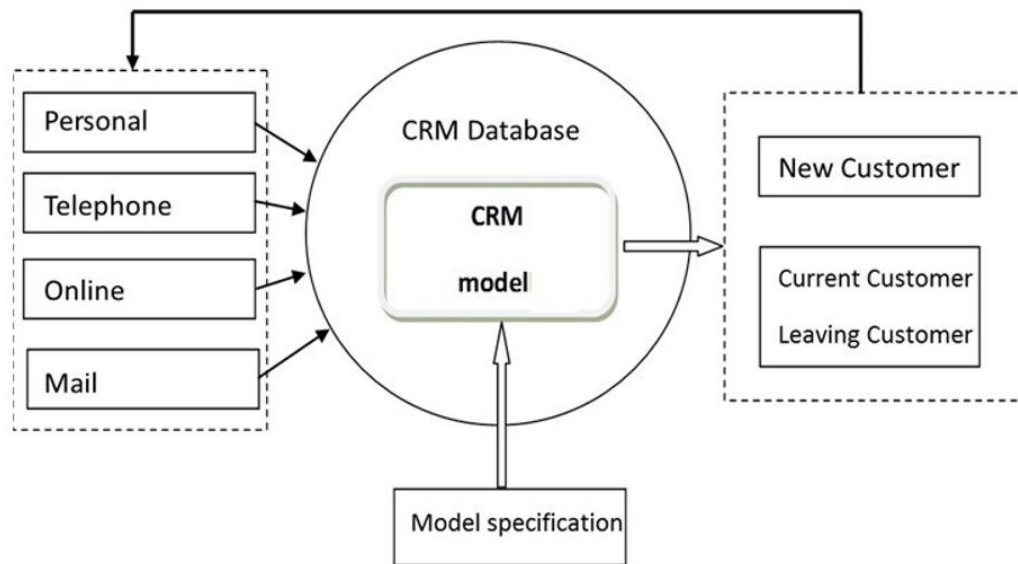 Personal
Telephone
Online
Mail
CRM Database
CRM
model
Model specification
New Customer
Current Customer
Leaving Customer